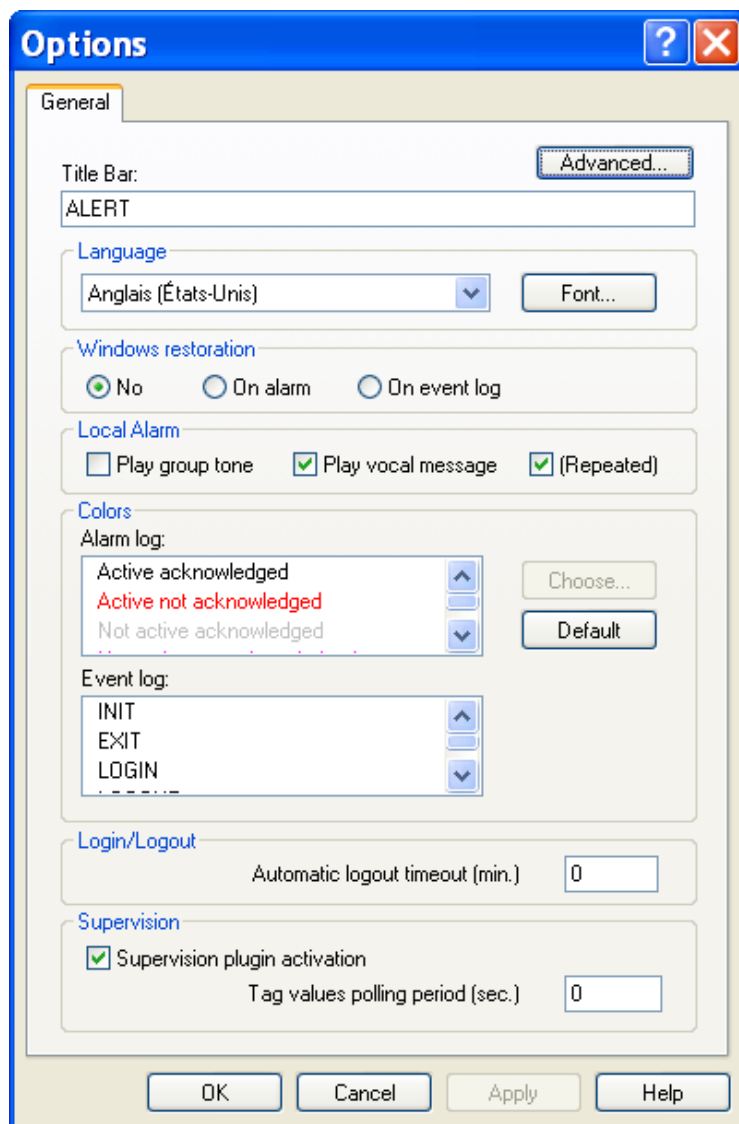 Options
General
Advanced...
Title Bar:
ALERT
Language
Anglais (États-Unis)
Font...
Windows restoration
No On alarm On event log
Local Alarm
Play group tone Play vocal message (Repeated)
Colors
Alarm log:
Active acknowledged
Active not acknowledged
Not active acknowledged
Choose...
Default
Event log:
INIT
EXIT
LOGIN
Login/Logout
Automatic logout timeout (min.) 0
Supervision
Supervision plugin activation
Tag values polling period (sec.) 0
OK Cancel Apply Help